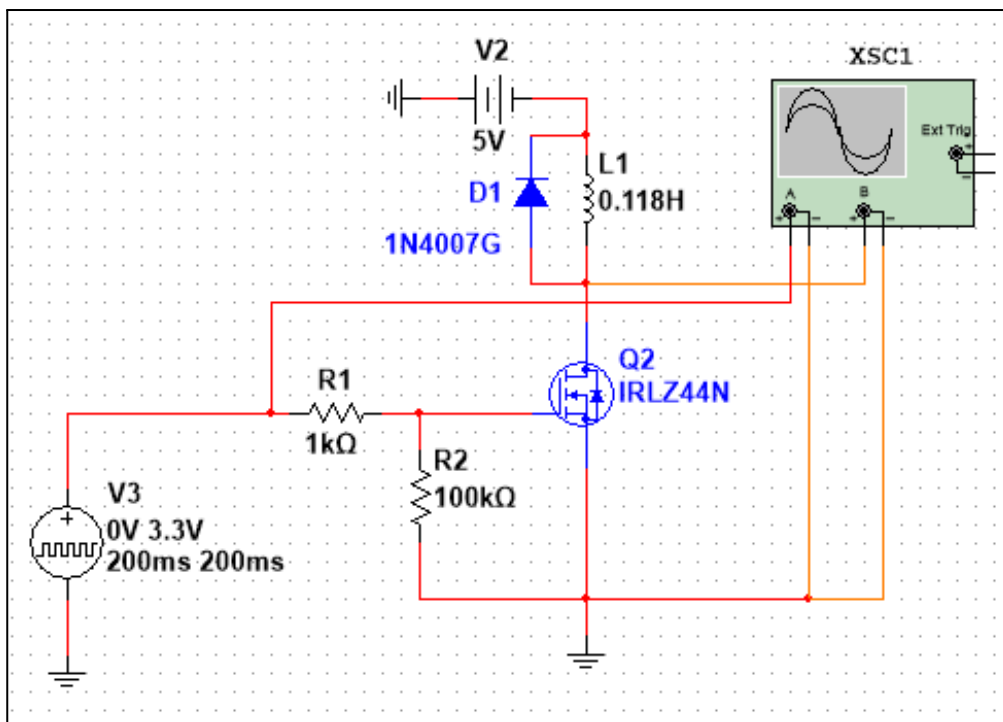 XSC1
V2
5V
Ext Trig
+
−
A
B
+ − + −
L1
0.118H
D1
1N4007G
Q2
IRLZ44N
R1
1kΩ
R2
100kΩ
V3
+
0V 3.3V
200ms 200ms